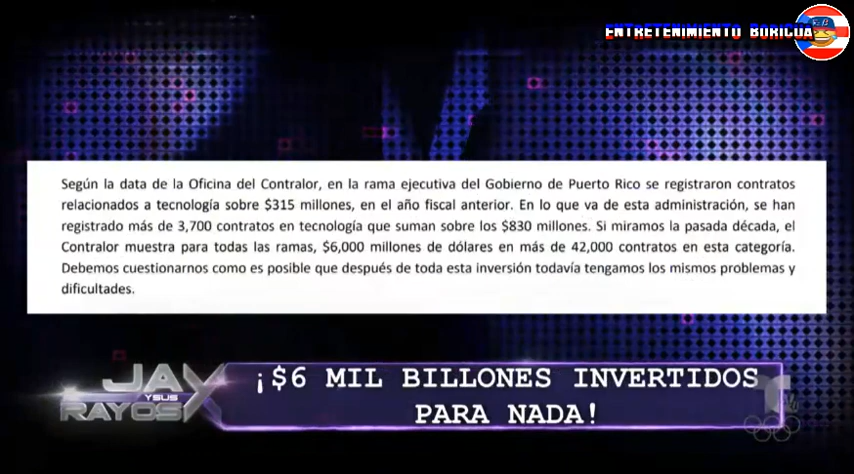 ENTRETENIMIENTO BORICUA
Según la data de la Oficina del Contralor, en la rama ejecutiva del Gobierno de Puerto Rico se registraron contratos
relacionados a tecnología sobre $315 millones, en el año fiscal anterior. En lo que va de esta administración, se han
registrado más de 3,700 contratos en tecnología que suman sobre los $830 millones. Si miramos la pasada década, el
Contralor muestra para todas las ramas, $6,000 millones de dólares en más de 42,000 contratos en esta categoría.
Debemos cuestionarnos como es posible que después de toda esta inversión todavía tengamos los mismos problemas y
dificultades.
JAY
Y SUS
RAYOS X
¡$6 MIL BILLONES INVERTIDOS
PARA NADA!